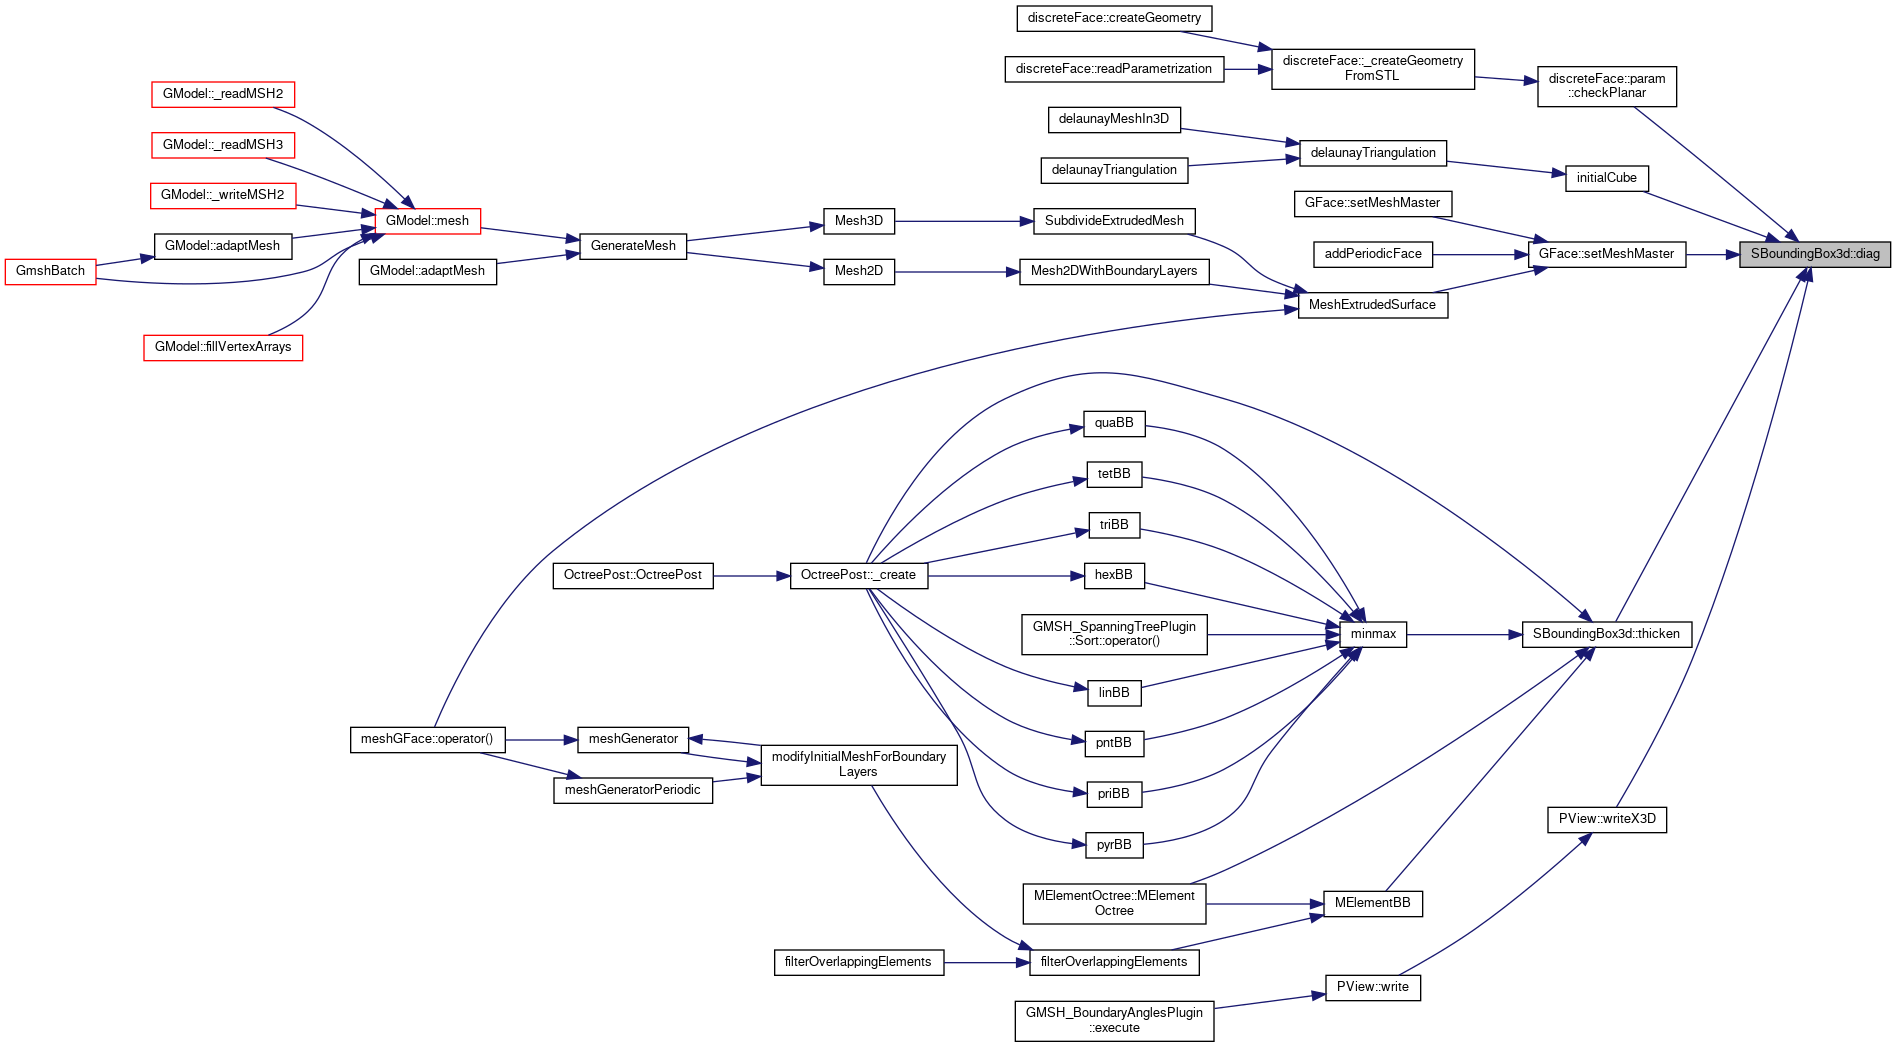 discreteFace::createGeometry
discreteFace::_createGeometry
FromSTL
discreteFace::readParametrization
discreteFace::param
::checkPlanar
GModel::_readMSH2
delaunayMeshIn3D
GModel::_readMSH3
delaunayTriangulation
delaunayTriangulation
initialCube
GModel::_writeMSH2
GFace::setMeshMaster
GModel::mesh
Mesh3D
SubdivideExtrudedMesh
GModel::adaptMesh
GenerateMesh
addPeriodicFace
GFace::setMeshMaster
SBoundingBox3d::diag
GmshBatch
GModel::adaptMesh
Mesh2D
Mesh2DWithBoundaryLayers
MeshExtrudedSurface
GModel::fillVertexArrays
quaBB
tetBB
triBB
OctreePost::OctreePost
OctreePost::_create
hexBB
GMSH_SpanningTreePlugin
::Sort::operator()
minmax
SBoundingBox3d::thicken
linBB
meshGFace::operator()
meshGenerator
pntBB
modifyInitialMeshForBoundary
Layers
meshGeneratorPeriodic
priBB
PView::writeX3D
pyrBB
MElementOctree::MElement
Octree
MElementBB
filterOverlappingElements
filterOverlappingElements
PView::write
GMSH_BoundaryAnglesPlugin
::execute